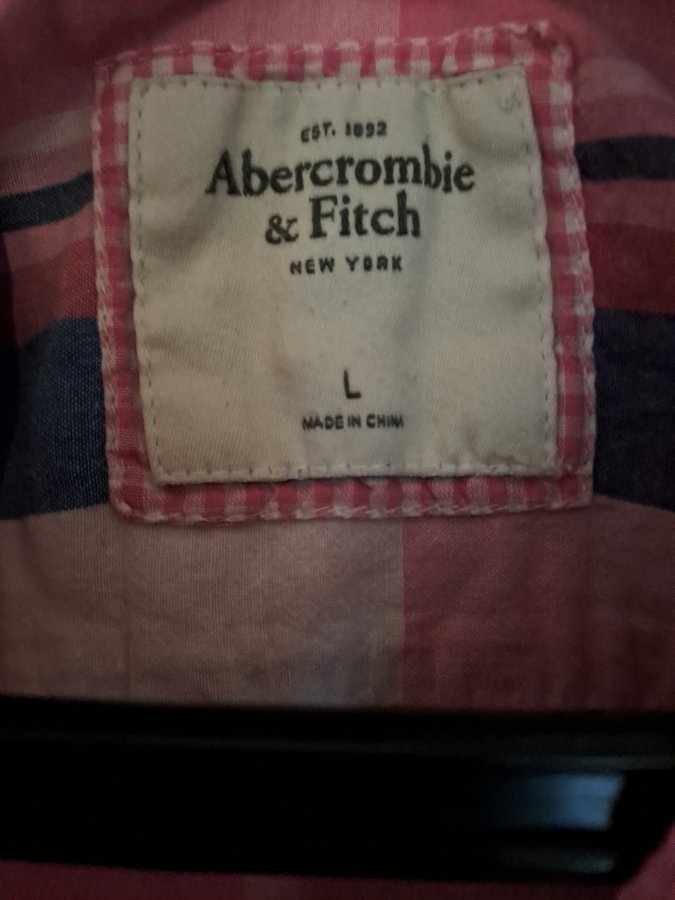 EST. 1892
Abercrombie
& Fitch
NEW YORK
L
MADE IN CHINA